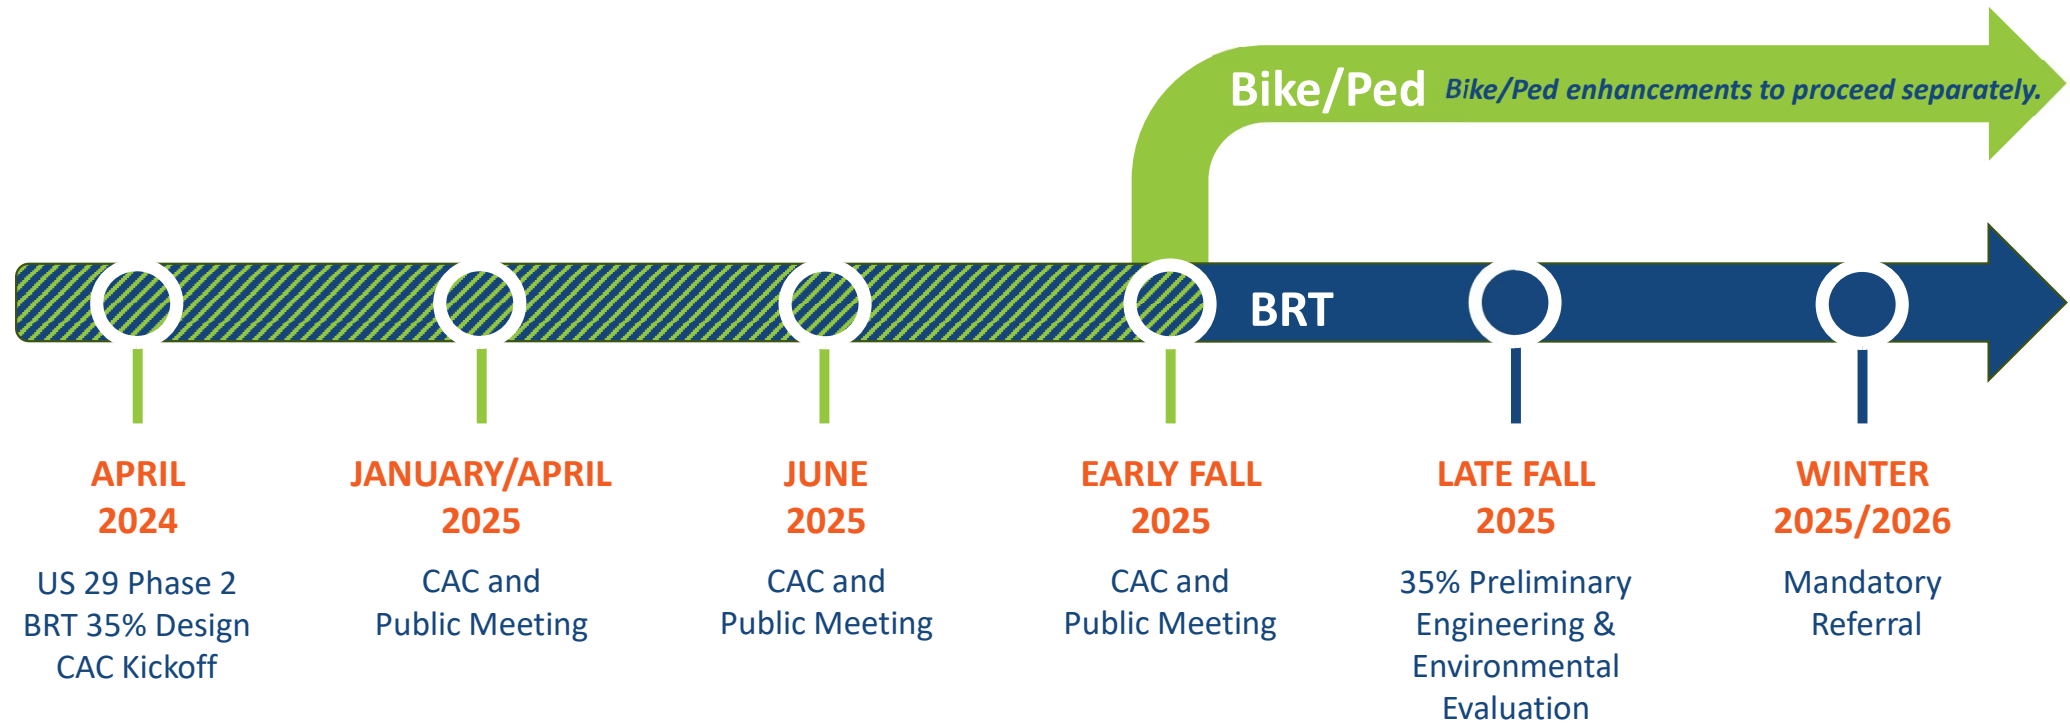 Bike/Ped Bike/Ped enhancements to proceed separately.
BRT
APRIL
2024
US 29 Phase 2
BRT 35% Design
CAC Kickoff
JANUARY/APRIL
2025
CAC and
Public Meeting
JUNE
2025
CAC and
Public Meeting
EARLY FALL
2025
CAC and
Public Meeting
LATE FALL
2025
35% Preliminary
Engineering &
Environmental
Evaluation
WINTER
2025/2026
Mandatory
Referral